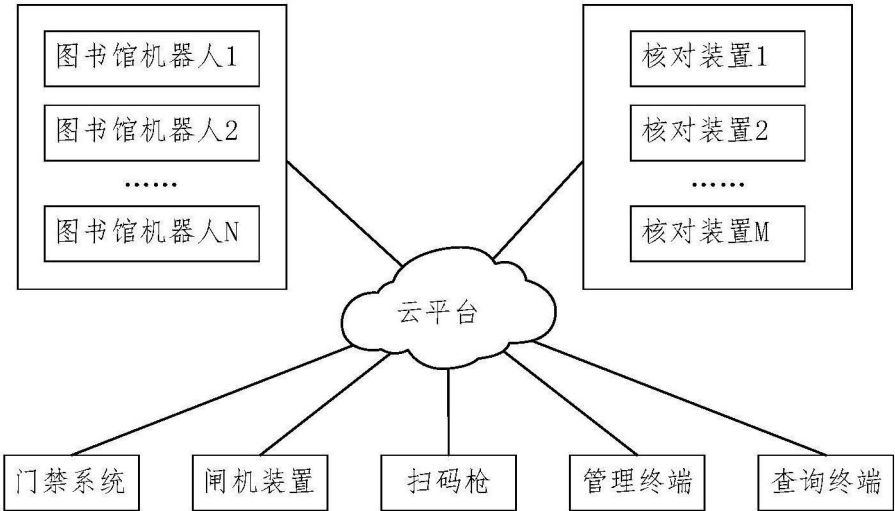 图书馆机器人1
图书馆机器人2
……
图书馆机器人N
核对装置1
核对装置2
……
核对装置M
云平台
门禁系统
闸机装置
扫码枪
管理终端
查询终端